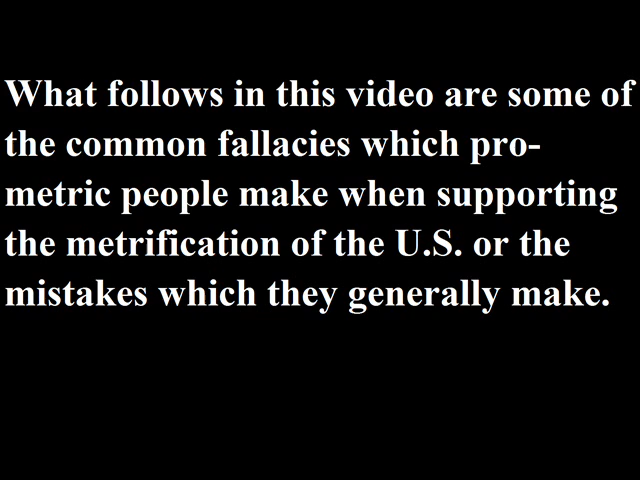 What follows in this video are some of
the common fallacies which pro-
metric people make when supporting
the metrification of the U.S. or the
mistakes which they generally make.